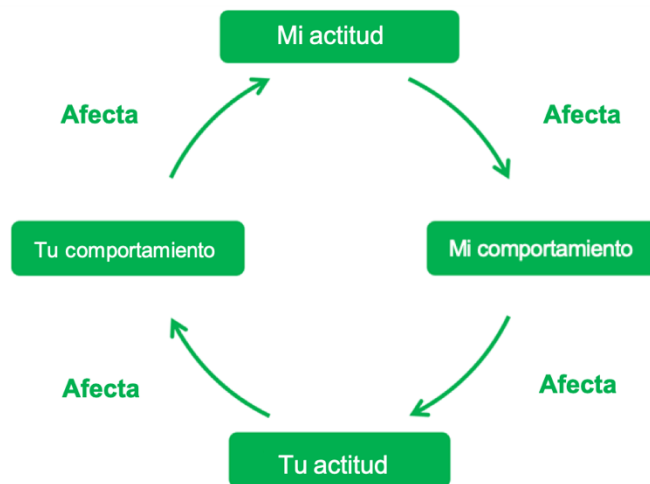 Mi actitud
Afecta
Afecta
Tu comportamiento
Mi comportamiento
Afecta
Afecta
Tu actitud